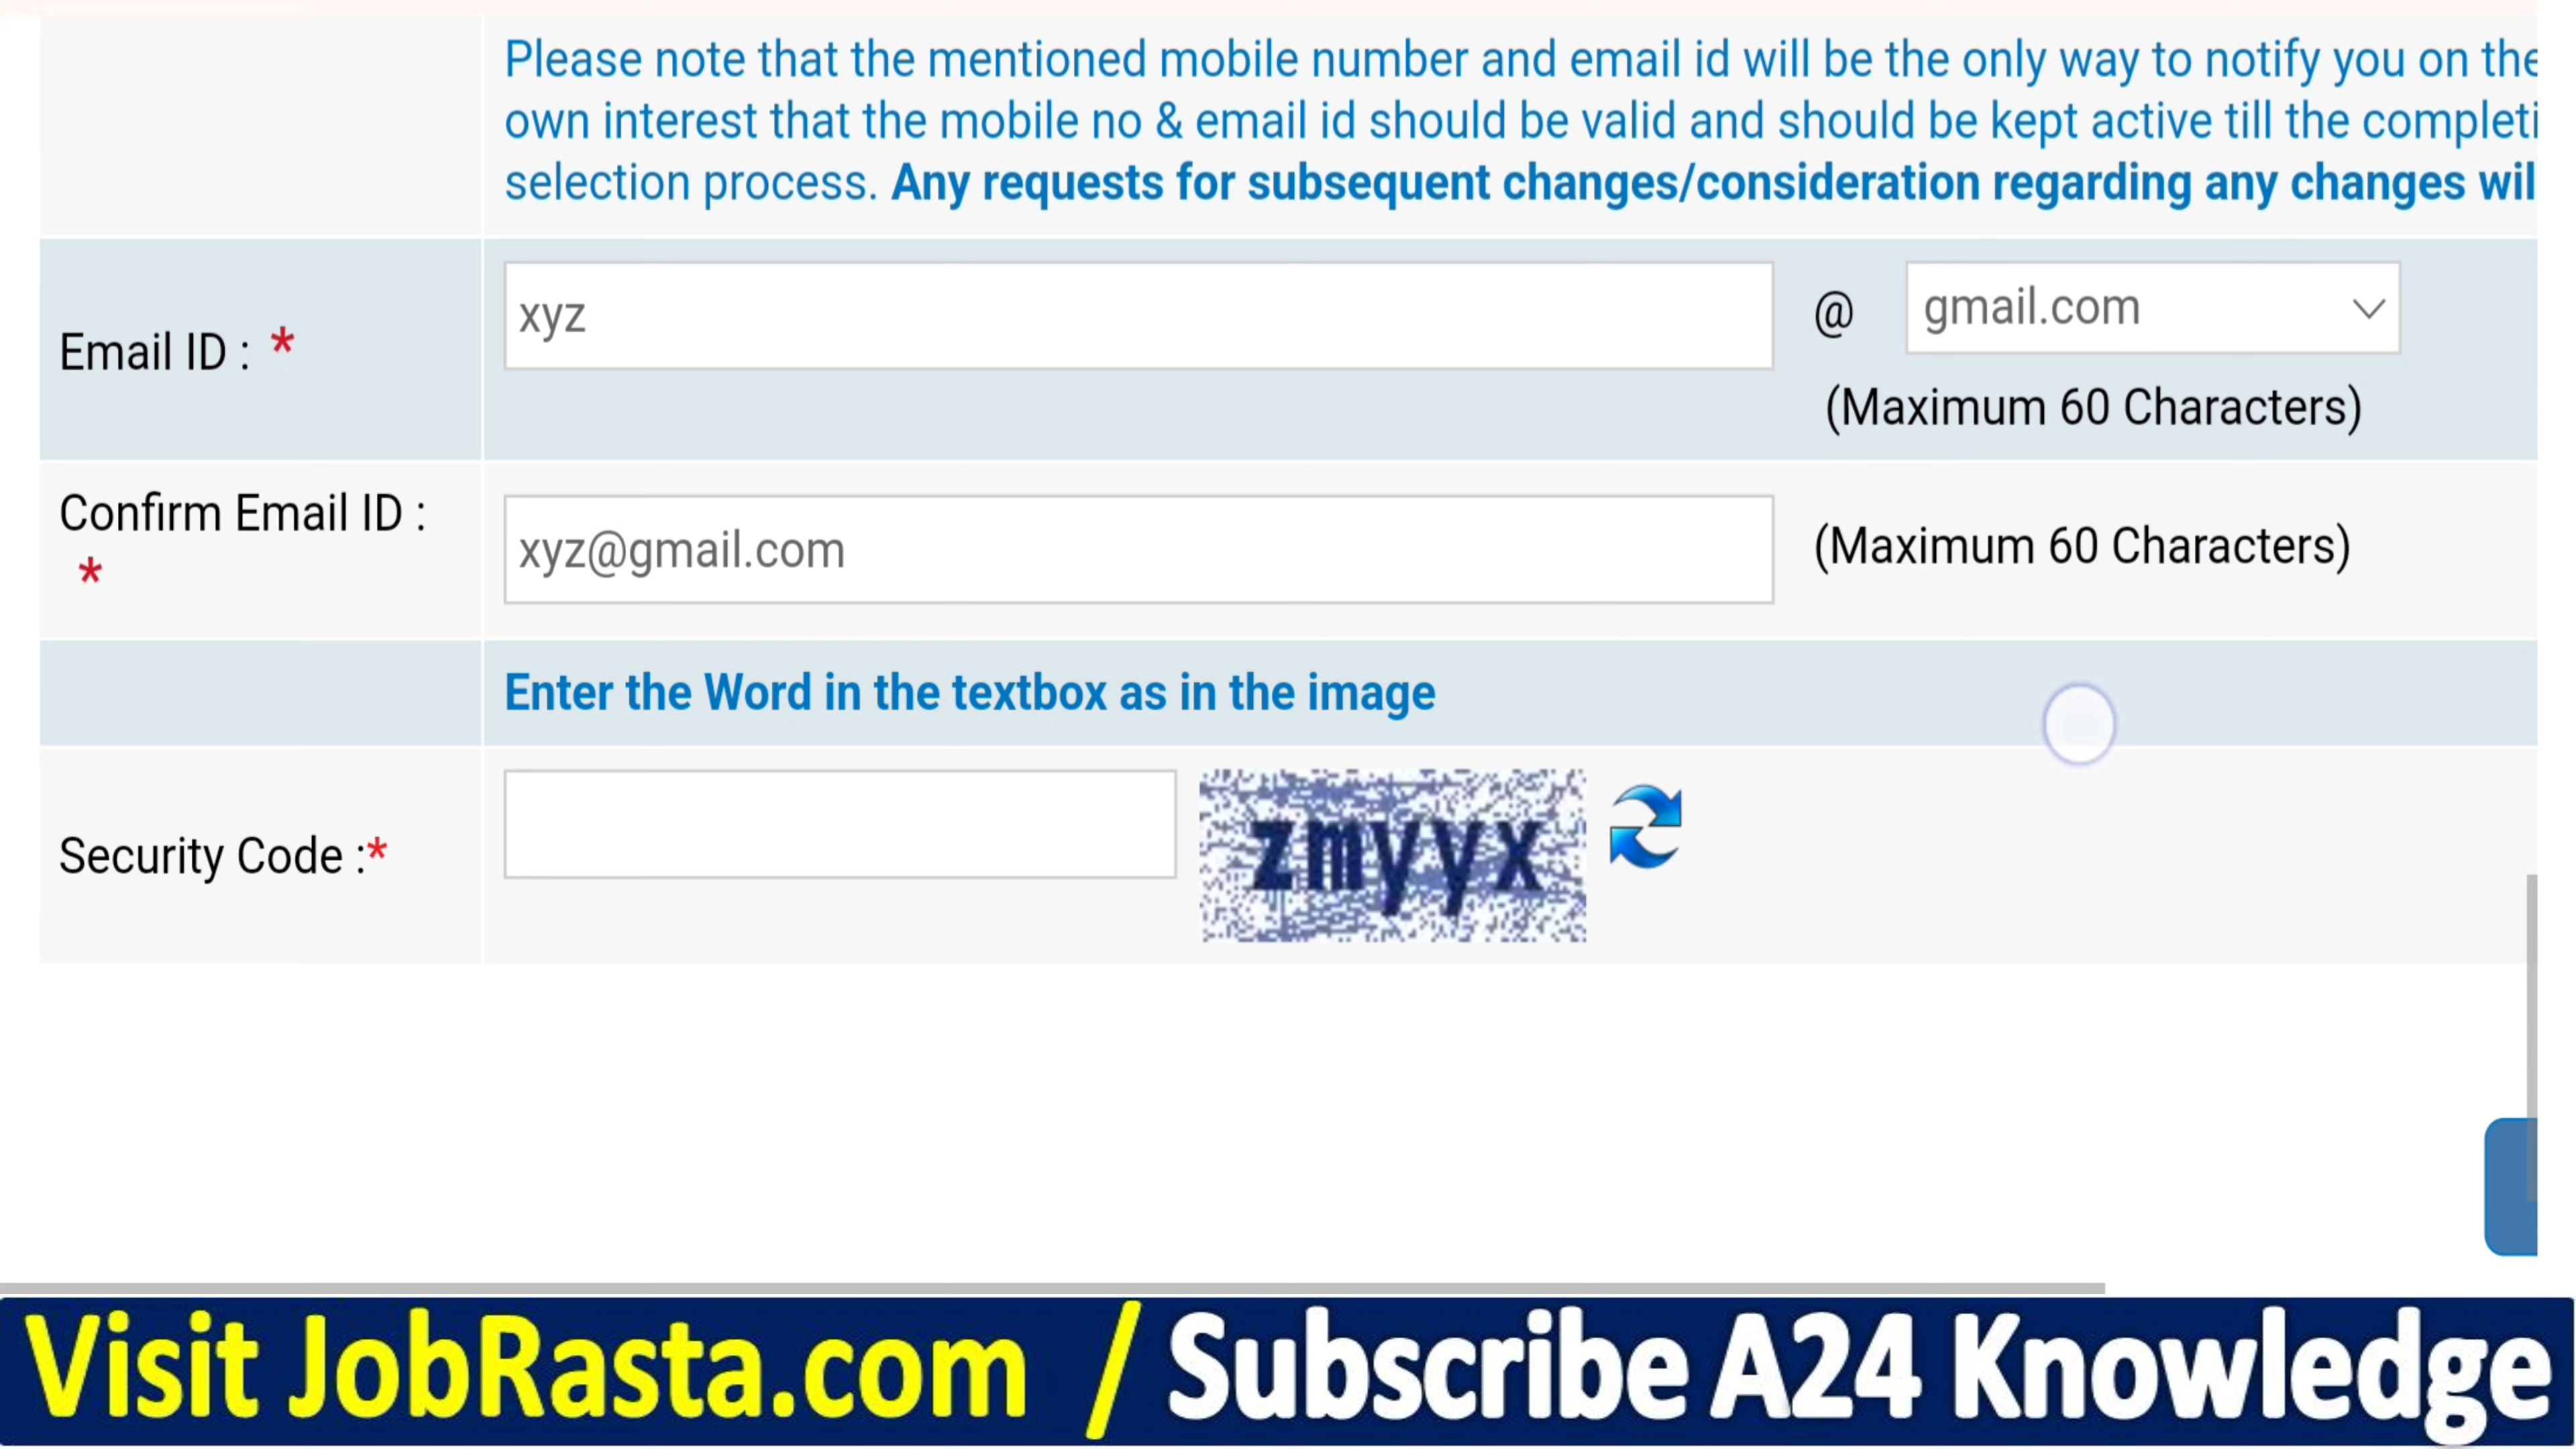 Please note that the mentioned mobile number and email id will be the only way to notify you on the
own interest that the mobile no & email id should be valid and should be kept active till the completi
selection process. Any requests for subsequent changes/consideration regarding any changes wil
Email ID : *
xyz
@
gmail.com
(Maximum 60 Characters)
Confirm Email ID :
*
xyz@gmail.com
(Maximum 60 Characters)
Enter the Word in the textbox as in the image
Security Code :*
zmyyx
Visit JobRasta.com / Subscribe A24 Knowledge